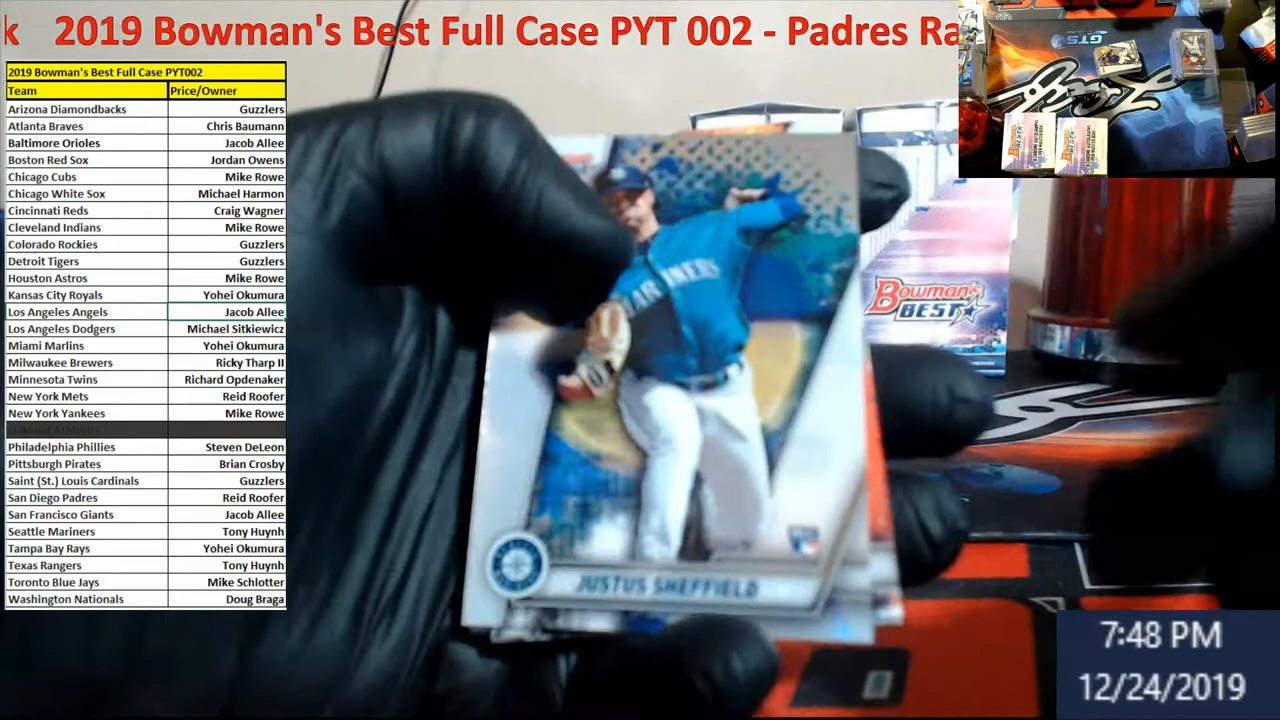 k 2019 Bowman's Best Full Case PYT 002 - Padres Ra
2019 Bowman's Best Full Case PYT002
Team Price/Owner
Arizona Diamondbacks Guzzlers
Atlanta Braves Chris Baumann
Baltimore Orioles Jacob Allee
Boston Red Sox Jordan Owens
Chicago Cubs Mike Rowe
Chicago White Sox Michael Harmon
Cincinnati Reds Craig Wagner
Cleveland Indians Mike Rowe
Colorado Rockies Guzzlers
Detroit Tigers Guzzlers
Houston Astros Mike Rowe
Kansas City Royals Yohei Okumura
Los Angeles Angels Jacob Allee
Los Angeles Dodgers Michael Sitkiewicz
Miami Marlins Yohei Okumura
Milwaukee Brewers Ricky Tharp II
Minnesota Twins Richard Opdenaker
New York Mets Reid Roofer
New York Yankees Mike Rowe
Oakland Athletics
Philadelphia Phillies Steven DeLeon
Pittsburgh Pirates Brian Crosby
Saint (St.) Louis Cardinals Guzzlers
San Diego Padres Reid Roofer
San Francisco Giants Jacob Allee
Seattle Mariners Tony Huynh
Tampa Bay Rays Yohei Okumura
Texas Rangers Tony Huynh
Toronto Blue Jays Mike Schlotter
Washington Nationals Doug Braga
MARINERS
JUSTUS SHEFFIELD
Bowman's
BEST
GTS
Bowman's
BEST
Bowman's
BEST
7:48 PM
12/24/2019